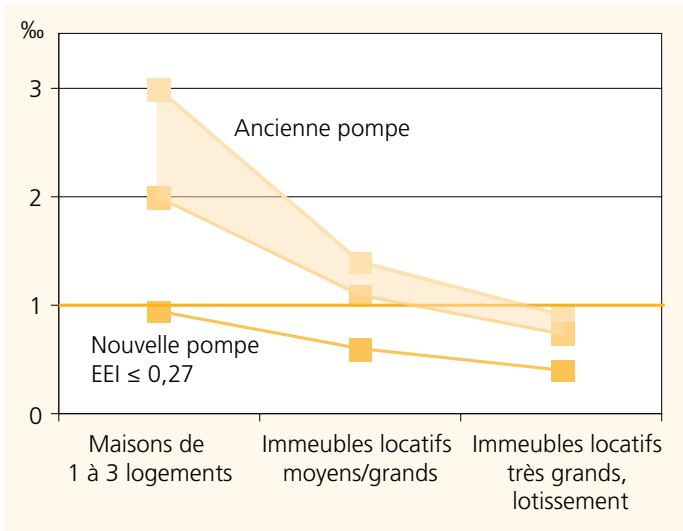 ‰
3
Ancienne pompe
2
1
Nouvelle pompe
EEI ≤ 0,27
0
Maisons de
1 à 3 logements
Immeubles locatifs
moyens/grands
Immeubles locatifs
très grands,
lotissement